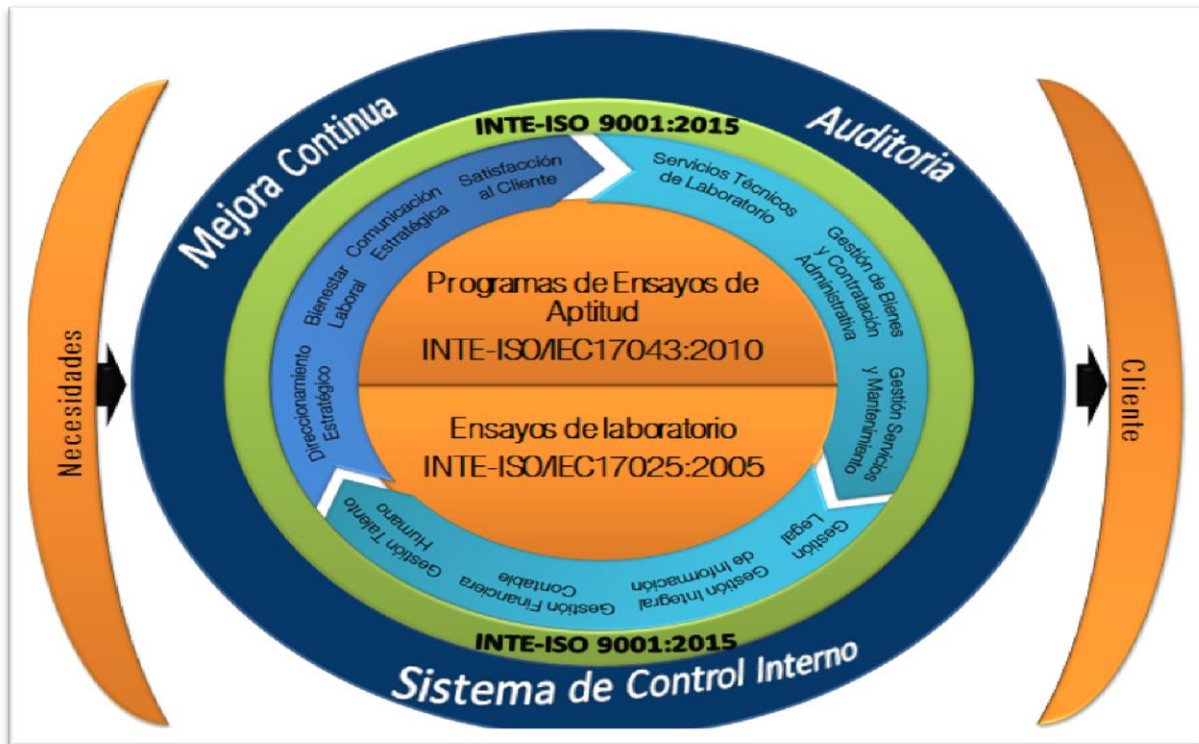 Necesidades
Mejora Continua
Auditoria
INTE-ISO 9001:2015
Direccionamiento
Estratégico
Bienestar
Laboral
Comunicación
Estratégica
Satisfacción
al Cliente
Servicios Técnicos
de Laboratorio
Gestión de Bienes
y Contratación
Administrativa
Gestión Servicios
y Mantenimiento
Gestión
Legal
Gestión Integral
de Información
Gestión Financiera
Contable
Gestión Talento
Humano
Programas de Ensayos de
Aptitud
INTE-ISO/IEC17043:2010
Ensayos de laboratorio
INTE-ISO/IEC17025:2005
INTE-ISO 9001:2015
Sistema de Control Interno
Cliente